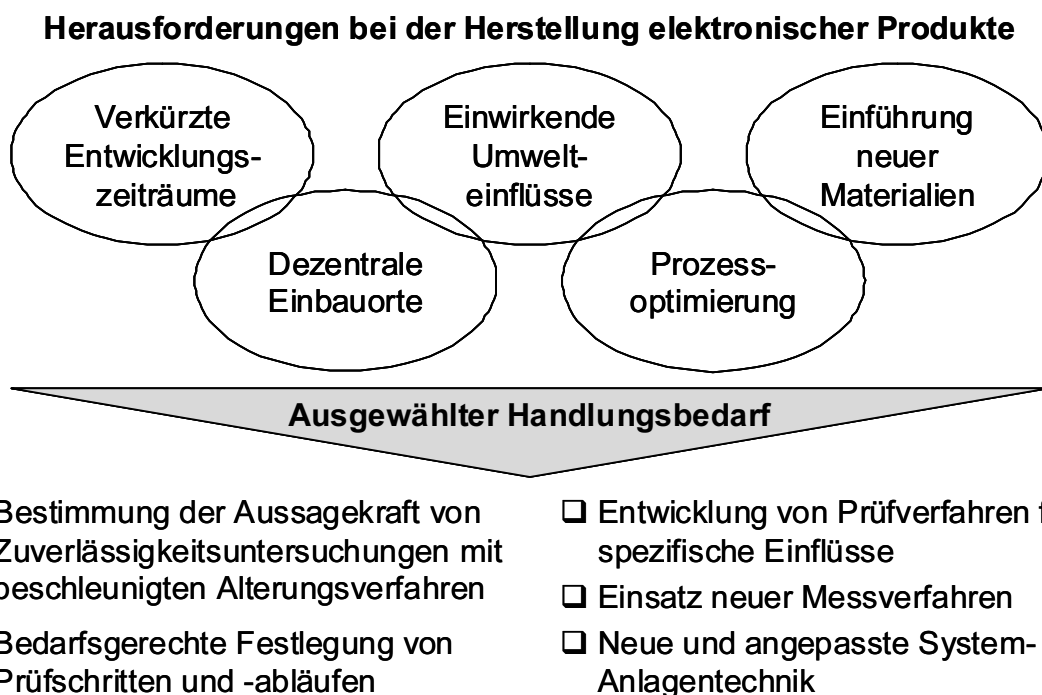 Herausforderungen bei der Herstellung elektronischer Produkte
Verkürzte
Entwicklungs-
zeiträume
Einwirkende
Umwelt-
einflüsse
Einführung
neuer
Materialien
Dezentrale
Einbauorte
Prozess-
optimierung
Ausgewählter Handlungsbedarf
Bestimmung der Aussagekraft von
Zuverlässigkeitsuntersuchungen mit
beschleunigten Alterungsverfahren
Bedarfsgerechte Festlegung von
Prüfschritten und -abläufen
❑ Entwicklung von Prüfverfahren f
spezifische Einflüsse
❑ Einsatz neuer Messverfahren
❑ Neue und angepasste System-
Anlagentechnik